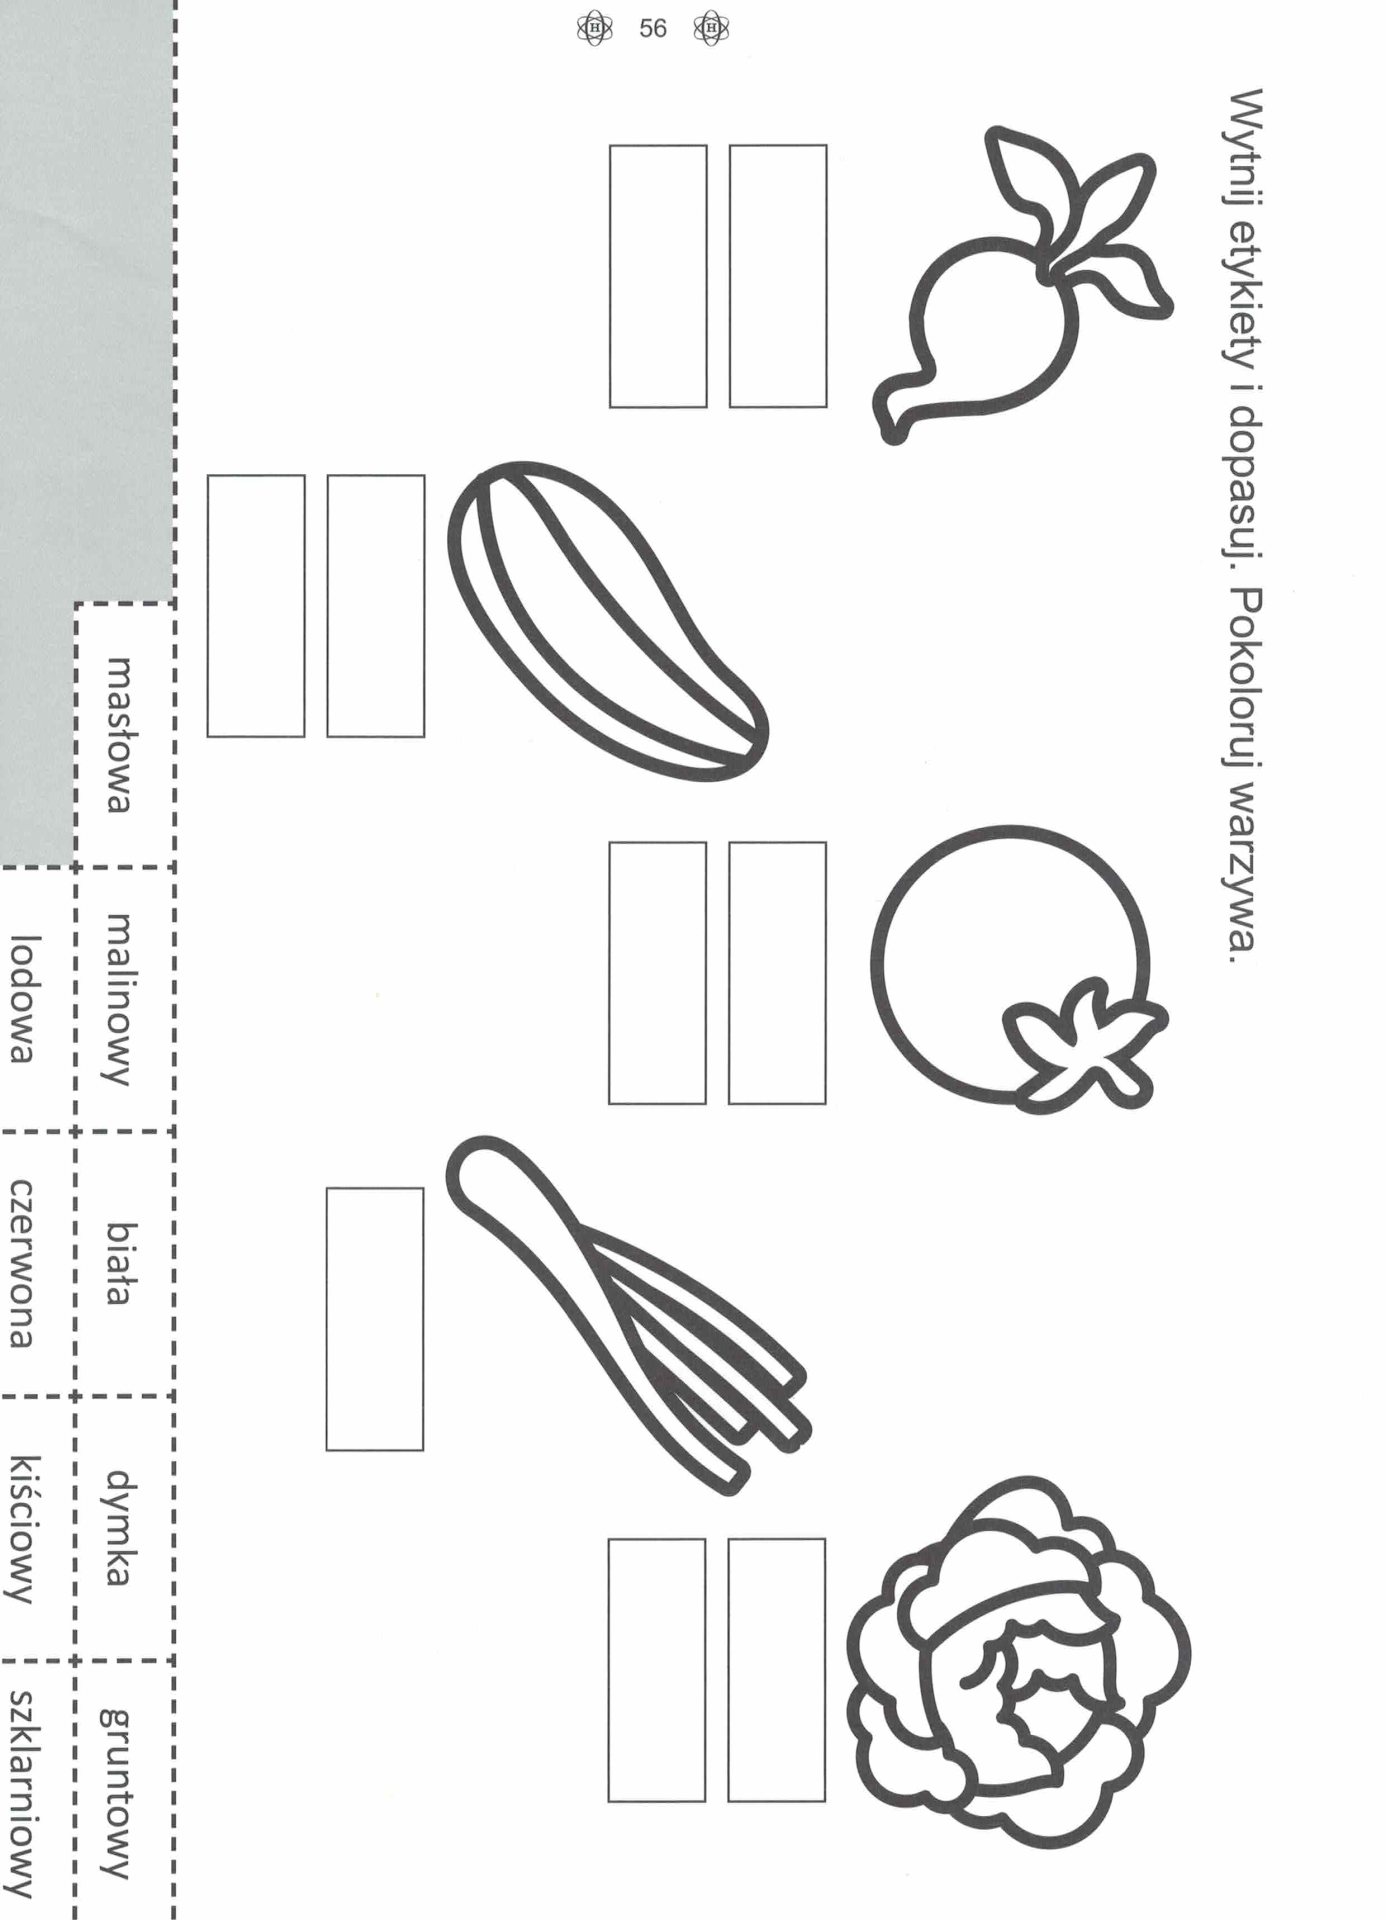 Wytnij etykiety i dopasuj. Pokoloruj warzywa.
masłowa malinowy biała dymka gruntowy
lodowa czerwona kiściowy szklarniowy
H 56 H